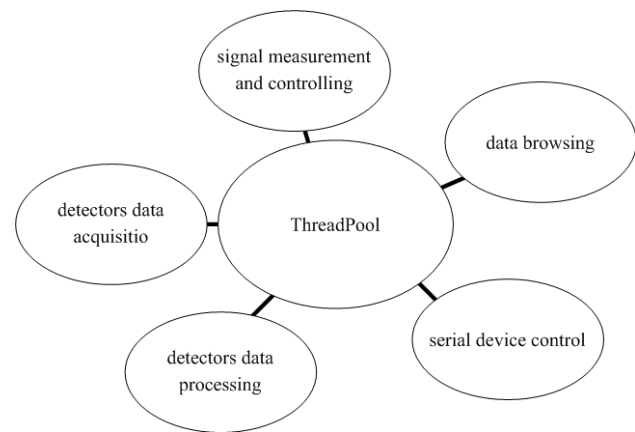 signal measurement
and controlling
data browsing
ThreadPool
detectors data
acquisitio
serial device control
detectors data
processing